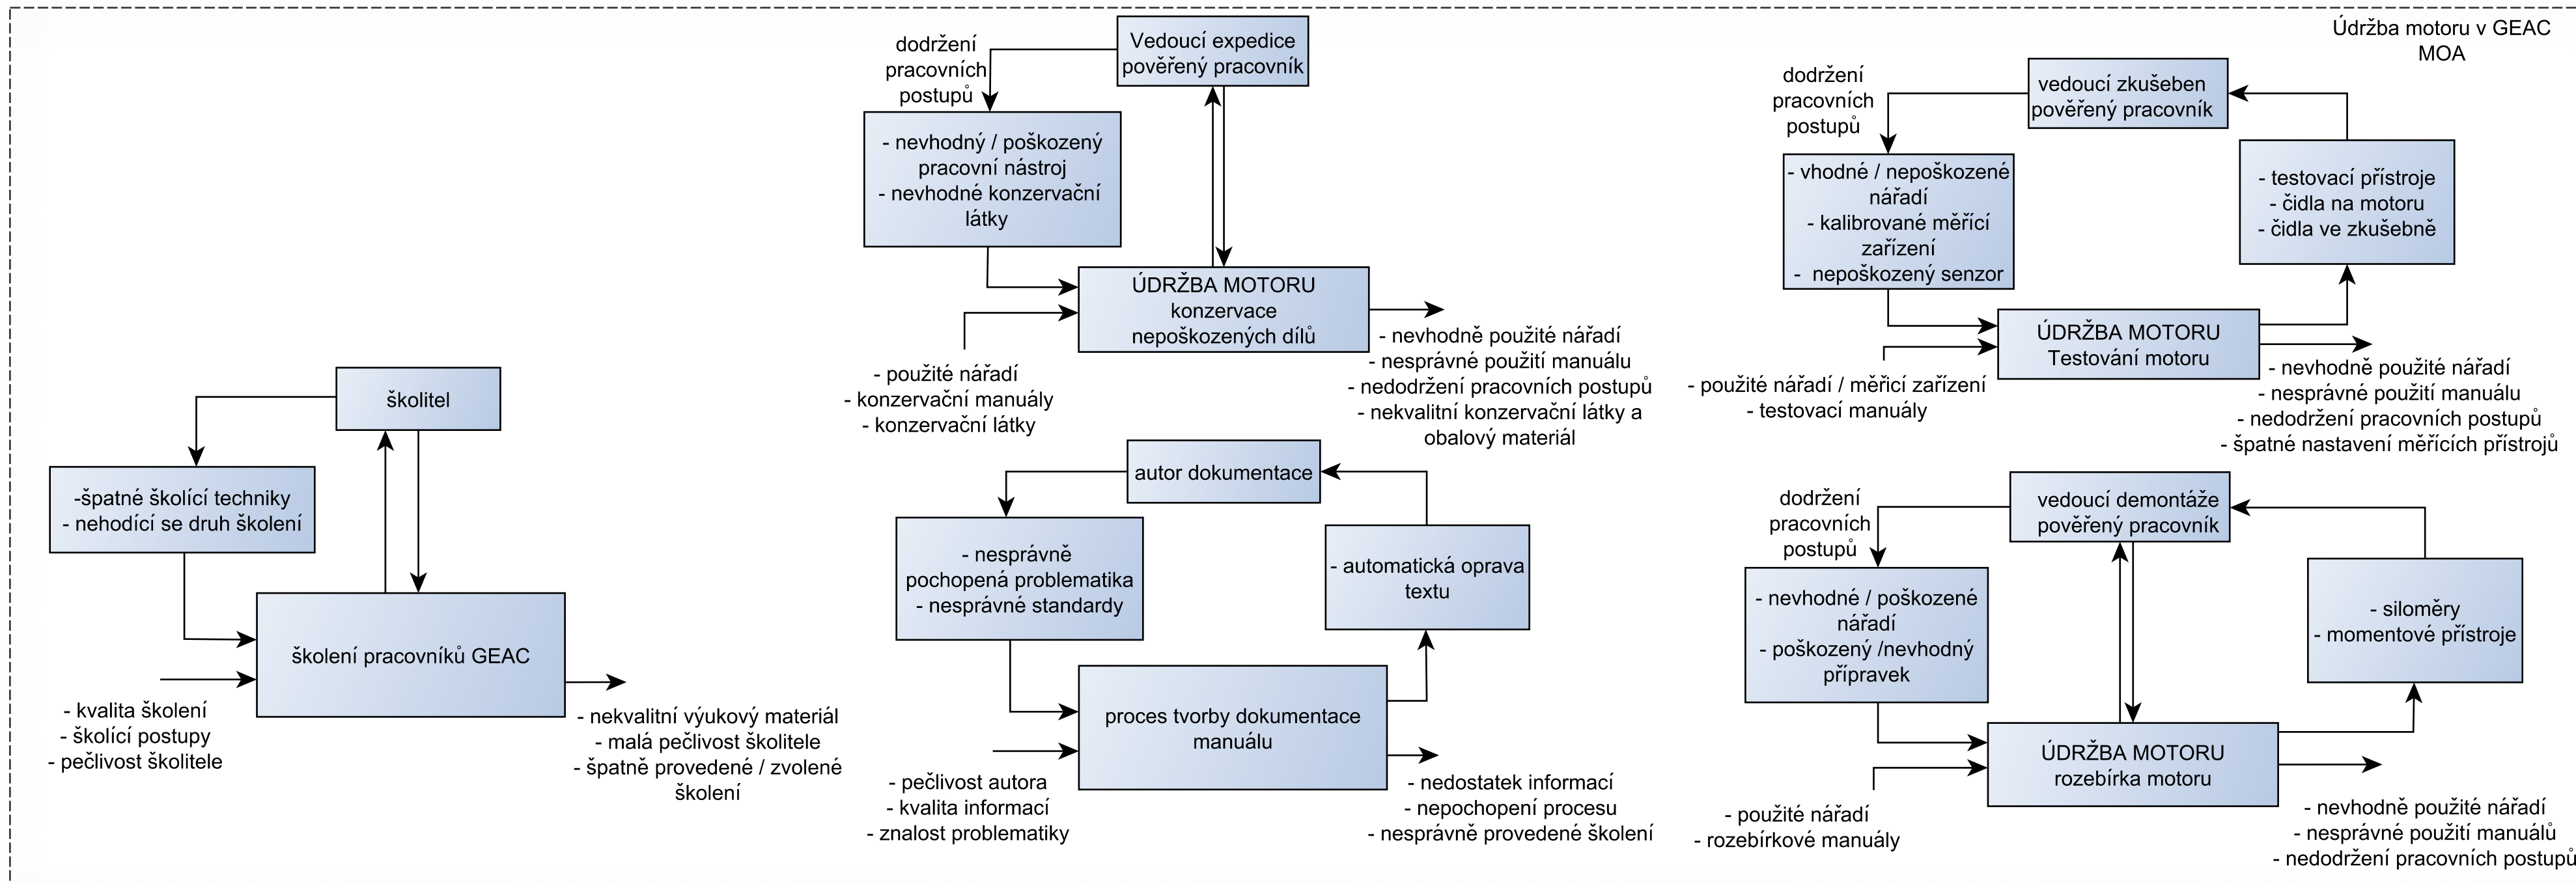 Údržba motoru v GEAC
MOA
školitel
-špatné školící techniky
- nehodící se druh školení
školení pracovníků GEAC
- kvalita školení
- školící postupy
- pečlivost školitele
- nekvalitní výukový materiál
- malá pečlivost školitele
- špatně provedené / zvolené
školení
Vedoucí expedice
pověřený pracovník
dodržení
pracovních
postupů
- nevhodný / poškozený
pracovní nástroj
- nevhodné konzervační
látky
ÚDRŽBA MOTORU
konzervace
nepoškozených dílů
- použité nářadí
- konzervační manuály
- konzervační látky
- nevhodně použité nářadí
- nesprávné použití manuálu
- nedodržení pracovních postupů
- nekvalitní konzervační látky a
obalový materiál
autor dokumentace
- nesprávně
pochopená problematika
- nesprávné standardy
- automatická oprava
textu
proces tvorby dokumentace
manuálu
- pečlivost autora
- kvalita informací
- znalost problematiky
- nedostatek informací
- nepochopení procesu
- nesprávně provedené školení
vedoucí zkušeben
pověřený pracovník
dodržení
pracovních
postupů
- vhodné / nepoškozené
nářadí
- kalibrované měřící
zařízení
- nepoškozený senzor
- testovací přístroje
- čidla na motoru
- čidla ve zkušebně
ÚDRŽBA MOTORU
Testování motoru
- použité nářadí / měřicí zařízení
- testovací manuály
- nevhodně použité nářadí
- nesprávné použití manuálu
- nedodržení pracovních postupů
- špatné nastavení měřících přístrojů
vedoucí demontáže
pověřený pracovník
dodržení
pracovních
postupů
- nevhodné / poškozené
nářadí
- poškozený /nevhodný
přípravek
- siloměry
- momentové přístroje
ÚDRŽBA MOTORU
rozebírka motoru
- použité nářadí
- rozebírkové manuály
- nevhodně použité nářadí
- nesprávné použití manuálů
- nedodržení pracovních postupů